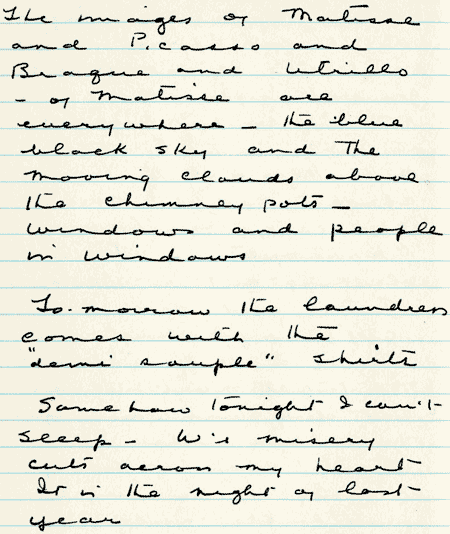 The images of Matisse
and Picasso and
Braque and Utrillo
- of Matisse are
everywhere - the blue
black sky and the
moving clouds above
the chimney pots -
windows and people
in windows
To-morrow the laundress
comes with the
"demi souple" shirts
Somehow tonight I can't
sleep - W's misery
cuts across my heart
It is the night of last
year